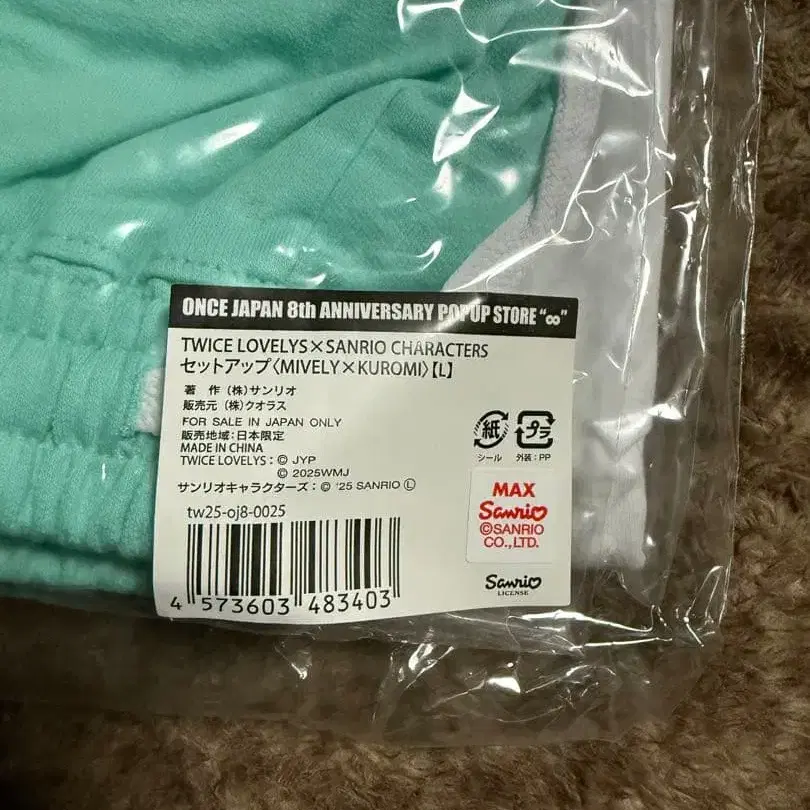 ONCE JAPAN 8th ANNIVERSARY POPUP STORE "∞"
TWICE LOVELYS×SANRIO CHARACTERS
セットアップ〈MIVELY×KUROMI〉【L】
著 作 (株)サンリオ
販売元 (株)クオラス
FOR SALE IN JAPAN ONLY
販売地域:日本限定
MADE IN CHINA
TWICE LOVELYS:© JYP
© 2025WMJ
サンリオキャラクターズ:© '25 SANRIO Ⓛ
tw25-oj8-0025
4 573603 483403
紙
シール
プラ
外装:PP
MAX
Sanrio
©SANRIO
CO.,LTD.
Sanrio
LICENSE